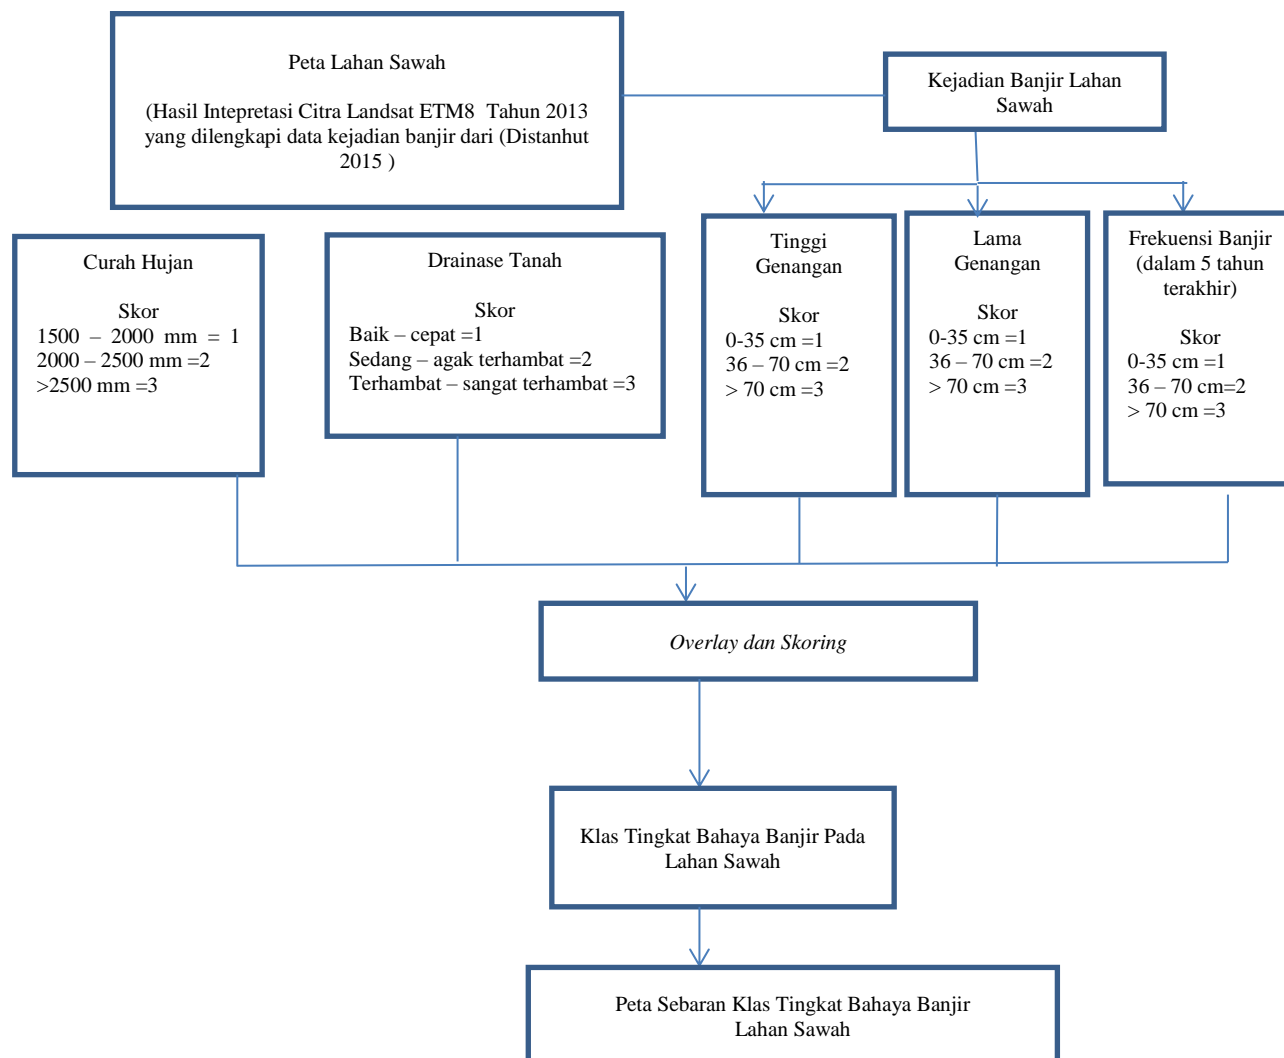 Peta Lahan Sawah
(Hasil Intepretasi Citra Landsat ETM8 Tahun 2013
yang dilengkapi data kejadian banjir dari (Distanhut
2015 )
Kejadian Banjir Lahan
Sawah
Curah Hujan
Skor
1500 – 2000 mm = 1
2000 – 2500 mm =2
>2500 mm =3
Drainase Tanah
Skor
Baik – cepat =1
Sedang – agak terhambat =2
Terhambat – sangat terhambat =3
Tinggi
Genangan
Skor
0-35 cm =1
36 – 70 cm =2
> 70 cm =3
Lama
Genangan
Skor
0-35 cm =1
36 – 70 cm =2
> 70 cm =3
Frekuensi Banjir
(dalam 5 tahun
terakhir)
Skor
0-35 cm =1
36 – 70 cm=2
> 70 cm =3
Overlay dan Skoring
Klas Tingkat Bahaya Banjir Pada
Lahan Sawah
Peta Sebaran Klas Tingkat Bahaya Banjir
Lahan Sawah